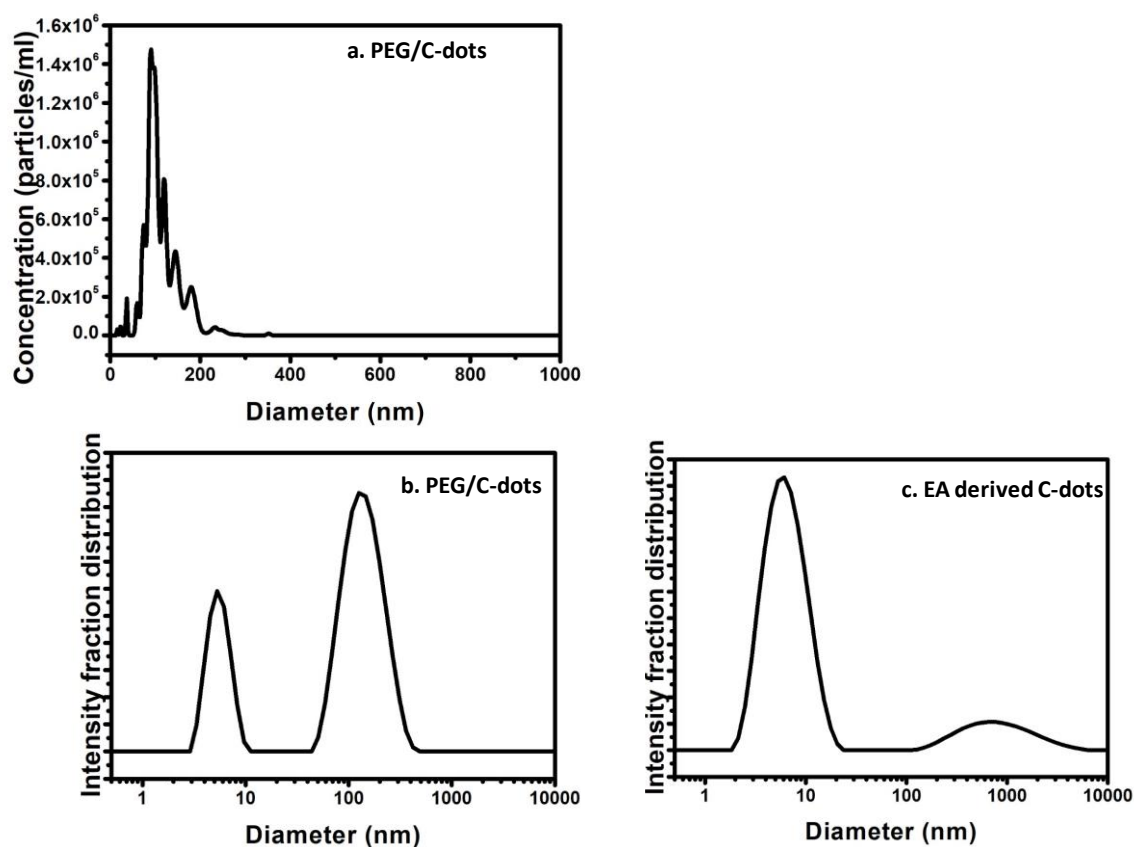 a. PEG/C-dots
Concentration (particles/ml)
1.6x10⁶
1.4x10⁶
1.2x10⁶
1.0x10⁶
8.0x10⁵
6.0x10⁵
4.0x10⁵
2.0x10⁵
0.0
0 200 400 600 800 1000
Diameter (nm)
b. PEG/C-dots
Intensity fraction distribution
1 10 100 1000 10000
Diameter (nm)
c. EA derived C-dots
Intensity fraction distribution
1 10 100 1000 10000
Diameter (nm)